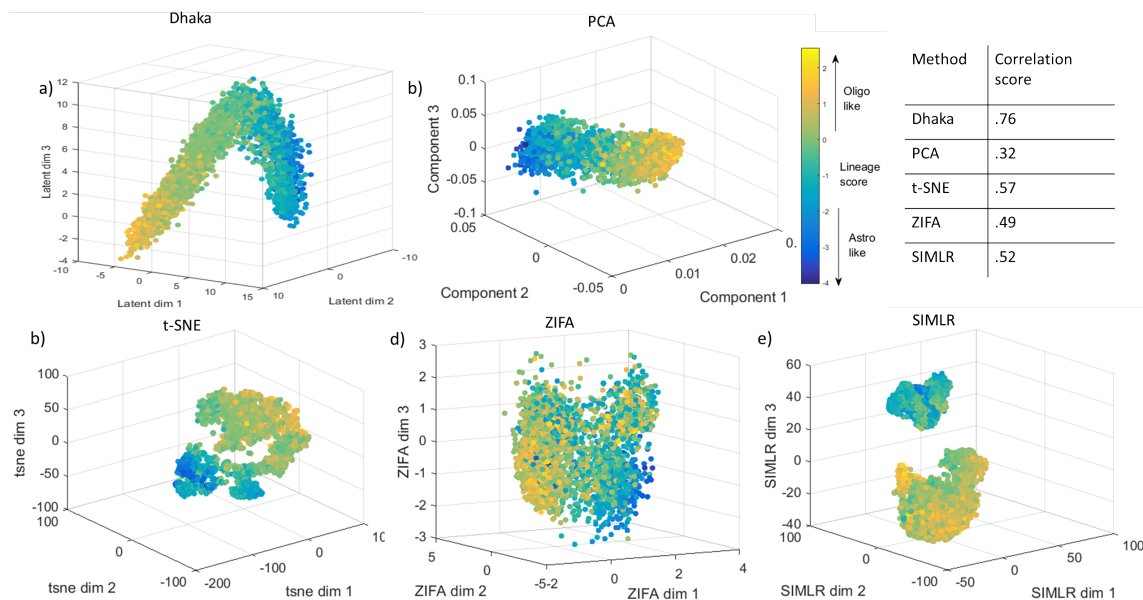 Dhaka
a)
Latent dim 3
12
10
8
6
4
2
0
-2
-4
-10
-5
0
5
10
15
Latent dim 1
10
0
-10
Latent dim 2
PCA
b)
Component 3
0.1
0.05
0
-0.05
-0.1
0.05
0
-0.05
Component 2
0
0.01
0.02
0.
Component 1
2
1
0
-1
-2
-3
-4
Oligo
like
Lineage
score
Astro
like
Method Correlation
score
Dhaka .76
PCA .32
t-SNE .57
ZIFA .49
SIMLR .52
t-SNE
b)
tsne dim 3
100
50
0
-50
-100
100
0
-100
tsne dim 2
-200
-100
0
10
tsne dim 1
ZIFA
d)
ZIFA dim 3
3
2
1
0
-1
-2
-3
5
0
-5
ZIFA dim 2
-2
0
2
4
ZIFA dim 1
SIMLR
e)
SIMLR dim 3
60
40
20
0
-20
-40
100
0
-100
SIMLR dim 2
-50
0
50
100
SIMLR dim 1